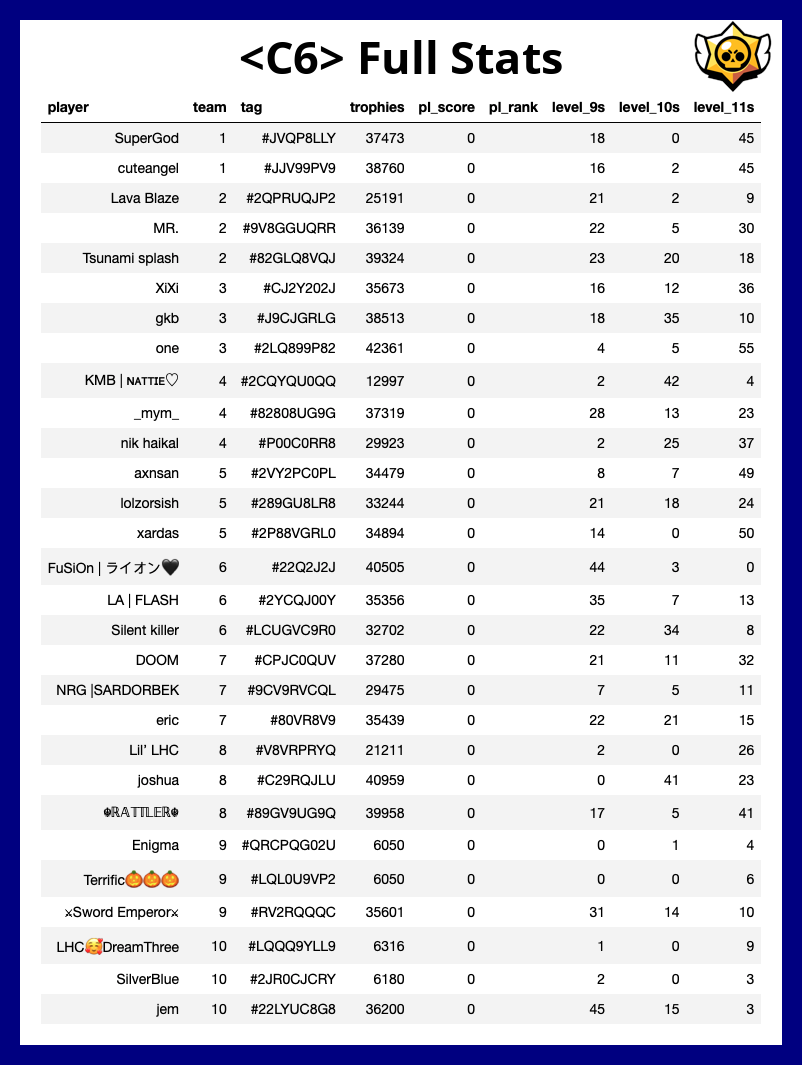 <C6> Full Stats
player team tag trophies pl_score pl_rank level_9s level_10s level_11s
SuperGod 1 #JVQP8LLY 37473 0 18 0 45
cuteangel 1 #JJV99PV9 38760 0 16 2 45
Lava Blaze 2 #2QPRUQJP2 25191 0 21 2 9
MR. 2 #9V8GGUQRR 36139 0 22 5 30
Tsunami splash 2 #82GLQ8VQJ 39324 0 23 20 18
XiXi 3 #CJ2Y202J 35673 0 16 12 36
gkb 3 #J9CJGRLG 38513 0 18 35 10
one 3 #2LQ899P82 42361 0 4 5 55
KMB | ɴᴀᴛᴛɪᴇ♡ 4 #2CQYQU0QQ 12997 0 2 42 4
_mym_ 4 #82808UG9G 37319 0 28 13 23
nik haikal 4 #P00C0RR8 29923 0 2 25 37
axnsan 5 #2VY2PC0PL 34479 0 8 7 49
lolzorsish 5 #289GU8LR8 33244 0 21 18 24
xardas 5 #2P88VGRL0 34894 0 14 0 50
FuSiOn | ライオン🖤 6 #22Q2J2J 40505 0 44 3 0
LA | FLASH 6 #2YCQJ00Y 35356 0 35 7 13
Silent killer 6 #LCUGVC9R0 32702 0 22 34 8
DOOM 7 #CPJC0QUV 37280 0 21 11 32
NRG |SARDORBEK 7 #9CV9RVCQL 29475 0 7 5 11
eric 7 #80VR8V9 35439 0 22 21 15
Lil’ LHC 8 #V8VRPRYQ 21211 0 2 0 26
joshua 8 #C29RQJLU 40959 0 0 41 23
☬ℝ𝔸𝕋𝕋𝕃𝔼ℝ☬ 8 #89GV9UG9Q 39958 0 17 5 41
Enigma 9 #QRCPQG02U 6050 0 0 1 4
Terrific🎃🎃🎃 9 #LQL0U9VP2 6050 0 0 0 6
⚔Sword Emperor⚔ 9 #RV2RQQQC 35601 0 31 14 10
LHC🥰DreamThree 10 #LQQQ9YLL9 6316 0 1 0 9
SilverBlue 10 #2JR0CJCRY 6180 0 2 0 3
jem 10 #22LYUC8G8 36200 0 45 15 3